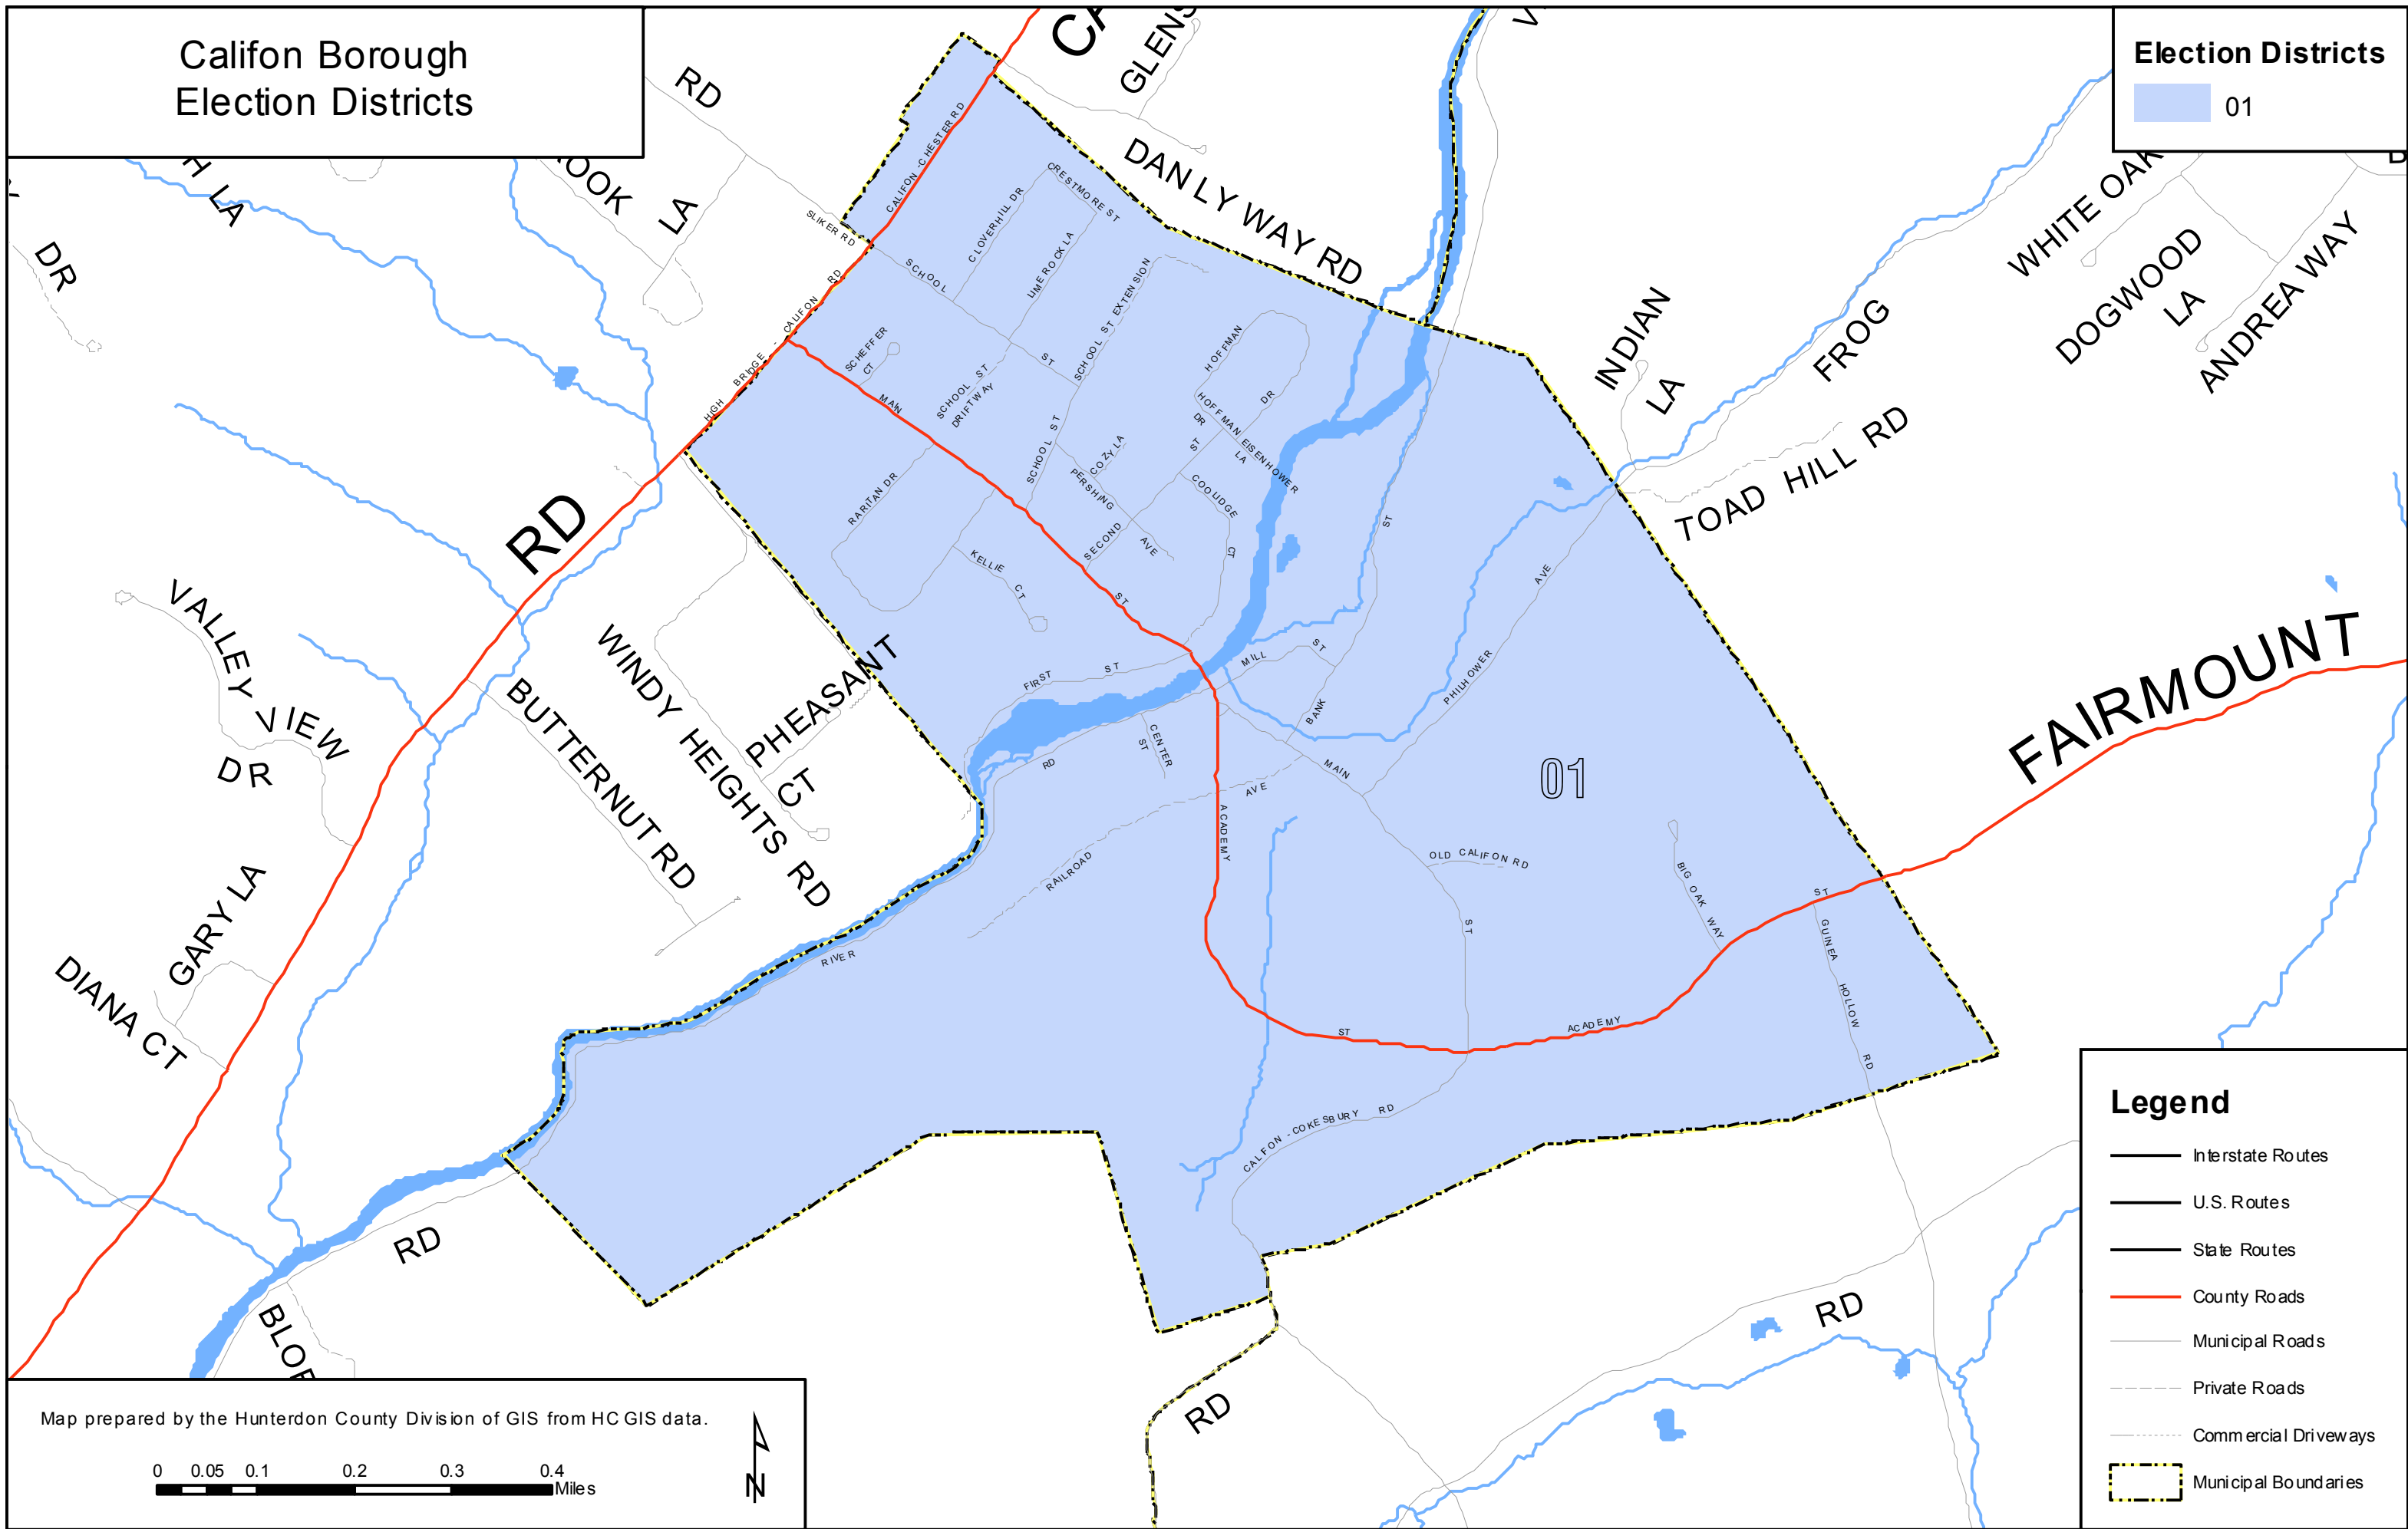 Califon Borough
Election Districts
Election Districts
01
RD
GLENS
DANLY WAY RD
H LA
OOK LA
DR
CALIFON - CHESTER RD
SLIKER RD
CRESTMORE ST
CLOVERHILL DR
LIMEROCK LA
SCHOOL ST
SCHOOL ST EXTENSION
HIGH BRIDGE - CALIFON RD
SCHEFFER CT
MAIN ST
SCHOOL ST DRIFTWAY
SCHOOL ST
HOFFMAN DR
HOFFMAN DR
EISENHOWER LA
COZY LA
PERSHING AVE
SECOND ST
COOLIDGE CT
RARITAN DR
KELLIE CT
FIRST ST
MILL ST
BANK ST
PHILHOWER AVE
CENTER ST
RIVER RD
RAILROAD AVE
MAIN ST
ACADEMY ST
ACADEMY ST
OLD CALIFON RD
BIG OAK WAY
GUINEA HOLLOW RD
CALIFON - COKESBURY RD
01
INDIAN LA
FROG
TOAD HILL RD
WHITE OAK
DOGWOOD LA
ANDREA WAY
FAIRMOUNT
RD
VALLEY VIEW DR
WINDY HEIGHTS RD
PHEASANT CT
BUTTERNUT RD
GARY LA
DIANA CT
RD
RD
RD
Legend
Interstate Routes
U.S. Routes
State Routes
County Roads
Municipal Roads
Private Roads
Commercial Driveways
Municipal Boundaries
Map prepared by the Hunterdon County Division of GIS from HCGIS data.
0 0.05 0.1 0.2 0.3 0.4
Miles
N